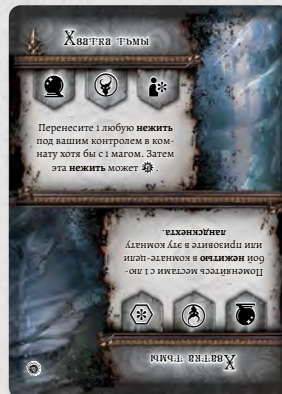 Хватка тьмы
Перенесите 1 любую нежить
под вашим контролем в ком-
нату хотя бы с 1 магом. Затем
эта нежить может .
Хватка тьмы
Поменяйтесь местами с 1 лю-
бой нежитью в комнате-цели
или призовите в эту комнату
ландскнехта.